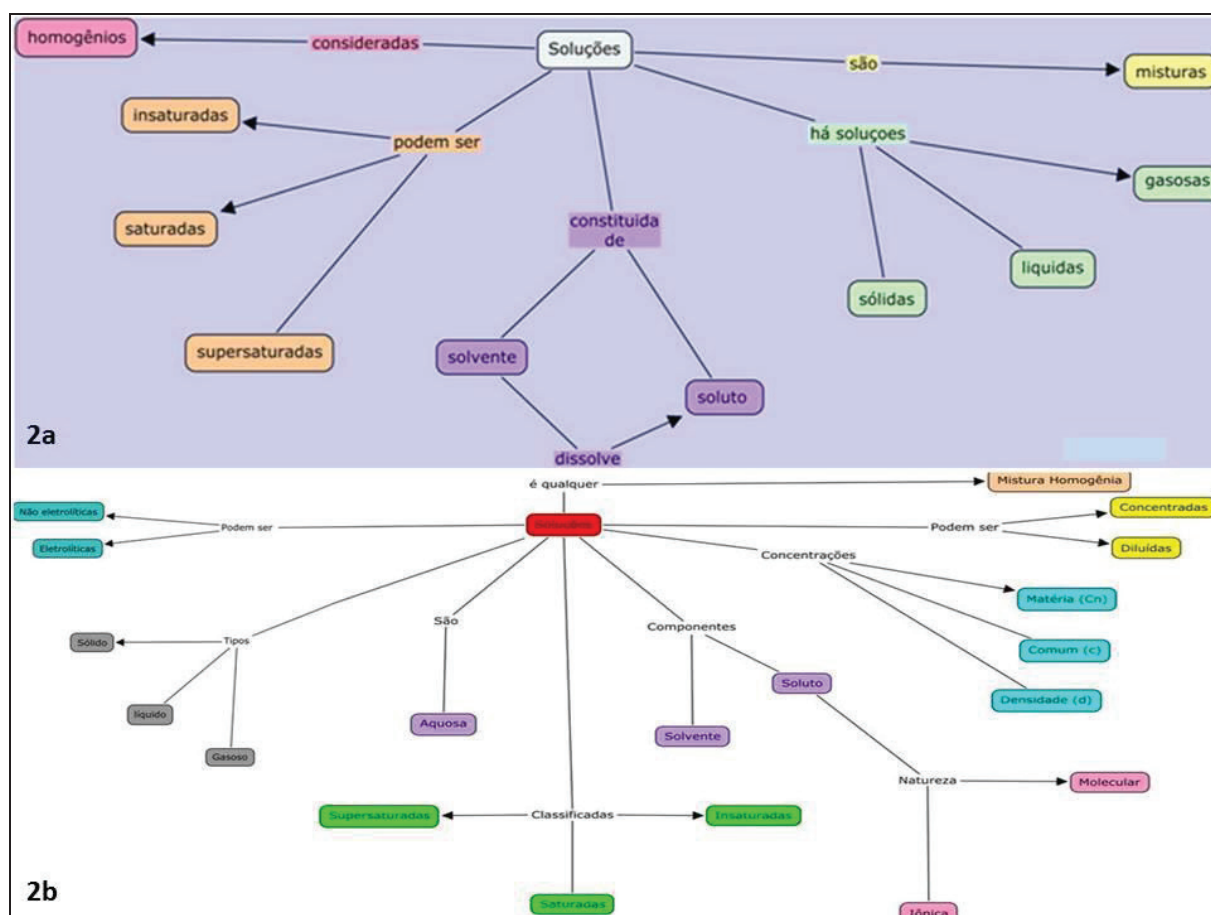 homogênios
consideradas
Soluções
são
misturas
insaturadas
podem ser
há soluçoes
gasosas
saturadas
constituida
de
liquidas
sólidas
supersaturadas
solvente
soluto
2a
dissolve
é qualquer
Mistura Homogênia
Não eletrolíticas
Podem ser
Eletrolíticas
Podem ser
Concentradas
Diluídas
Concentrações
Matéria (Cn)
Comum (c)
Densidade (d)
São
Componentes
Sólido
Tipos
Soluto
líquido
Aquosa
Solvente
Gasoso
Natureza
Molecular
Supersaturadas
Classificadas
Insaturadas
2b
Saturadas
Iônica